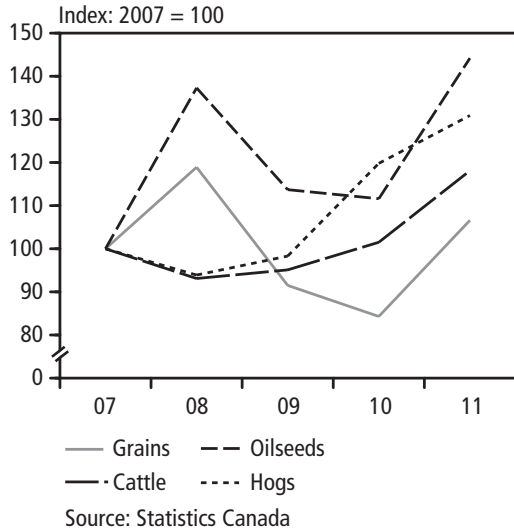 Index: 2007 = 100
150
140
130
120
110
100
90
80
0
07 08 09 10 11
Grains Oilseeds
Cattle Hogs
Source: Statistics Canada